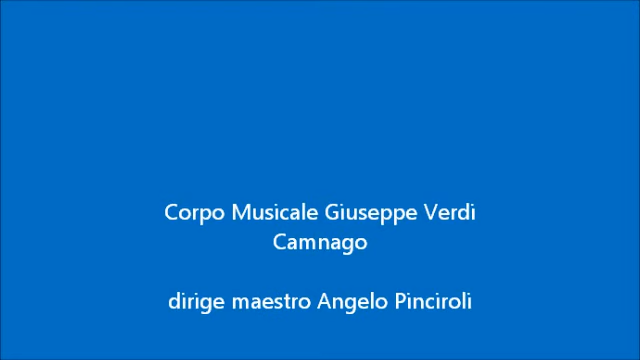 Corpo Musicale Giuseppe Verdi
Camnago
dirige maestro Angelo Pinciroli